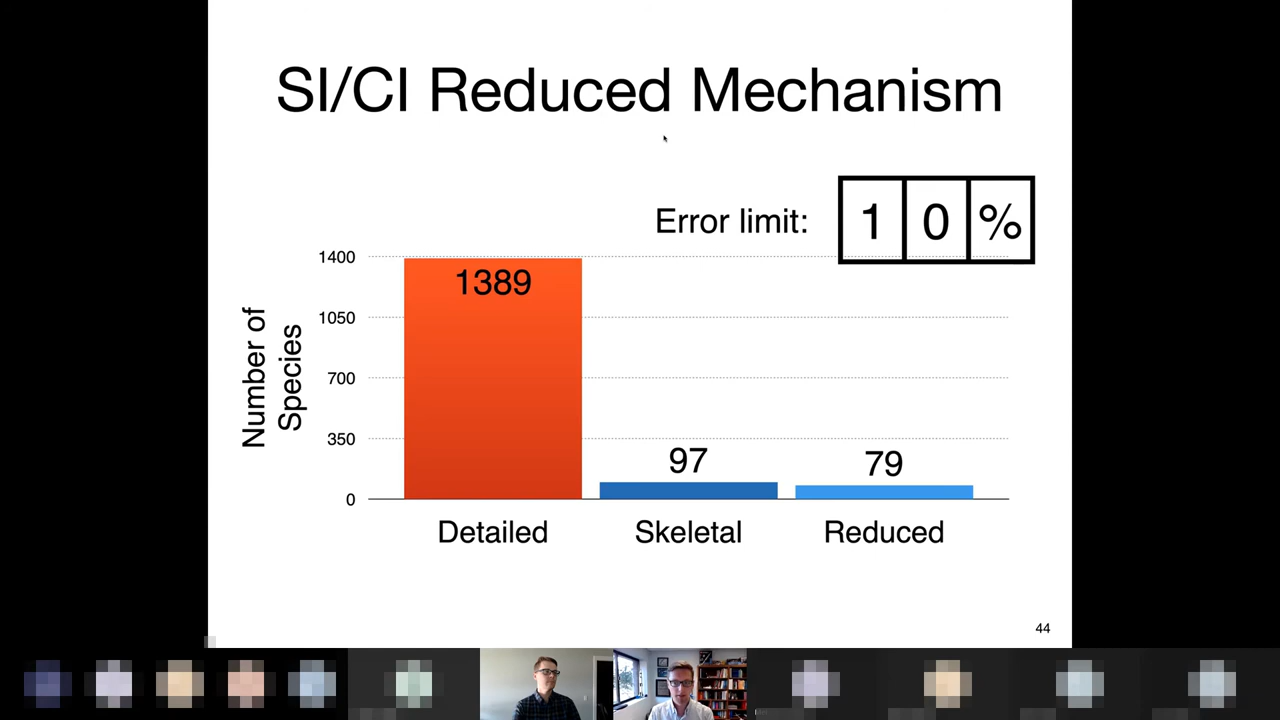 SI/CI Reduced Mechanism
Error limit: 1 0 %
Number of
Species
1400
1050
700
350
0
1389
97
79
Detailed
Skeletal
Reduced
44